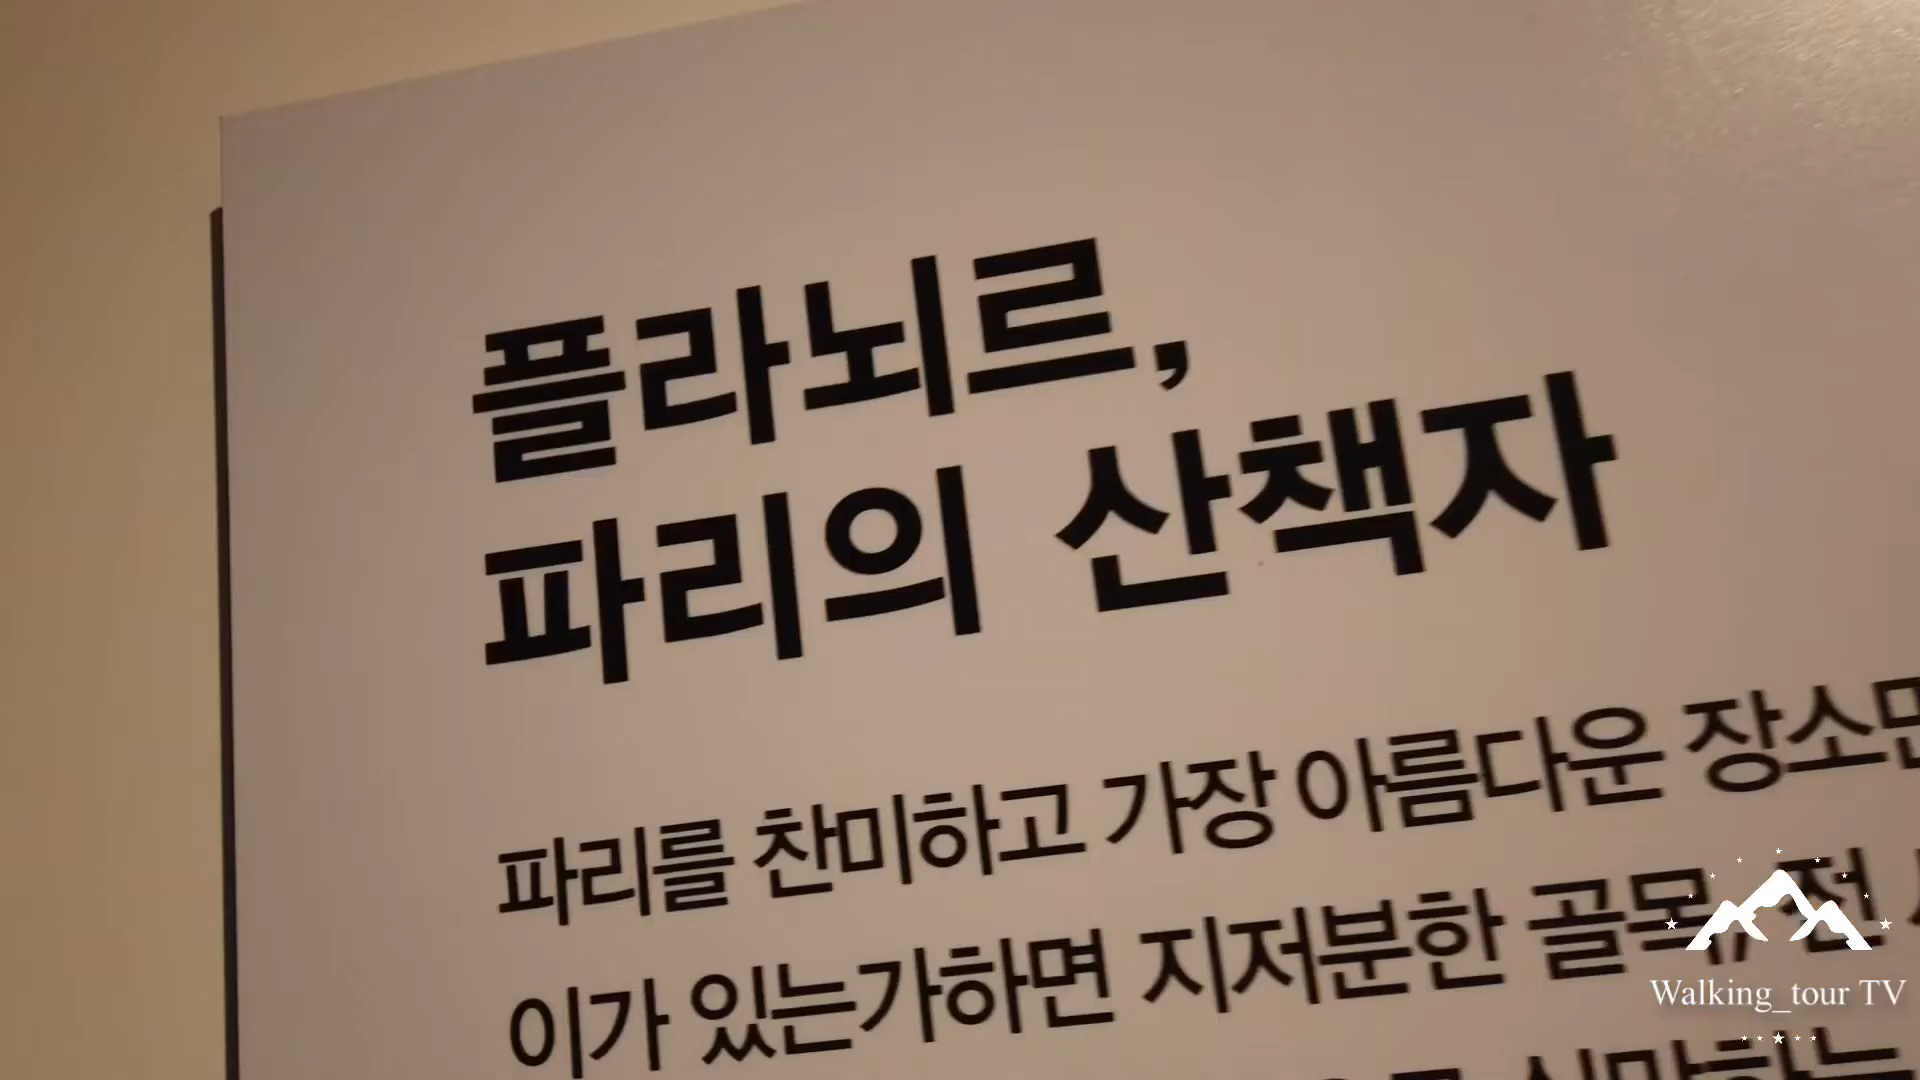 플라뇌르,
파리의 산책자
파리를 찬미하고 가장 아름다운 장소만
이가 있는가하면 지저분한 골목, 전
Walking_tour TV